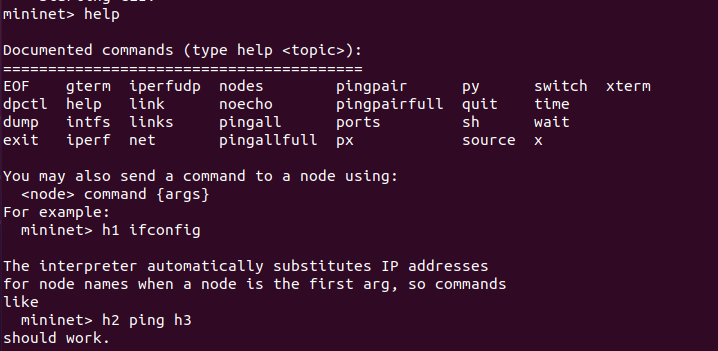 mininet> help
Documented commands (type help <topic>):
========================================
EOF    gterm  iperfudp  nodes        pingpair      py      switch  xterm
dpctl  help   link      noecho       pingpairfull  quit    time
dump   intfs  links     pingall      ports         sh      wait
exit   iperf  net       pingallfull  px            source  x
You may also send a command to a node using:
  <node> command {args}
For example:
  mininet> h1 ifconfig
The interpreter automatically substitutes IP addresses
for node names when a node is the first arg, so commands
like
  mininet> h2 ping h3
should work.